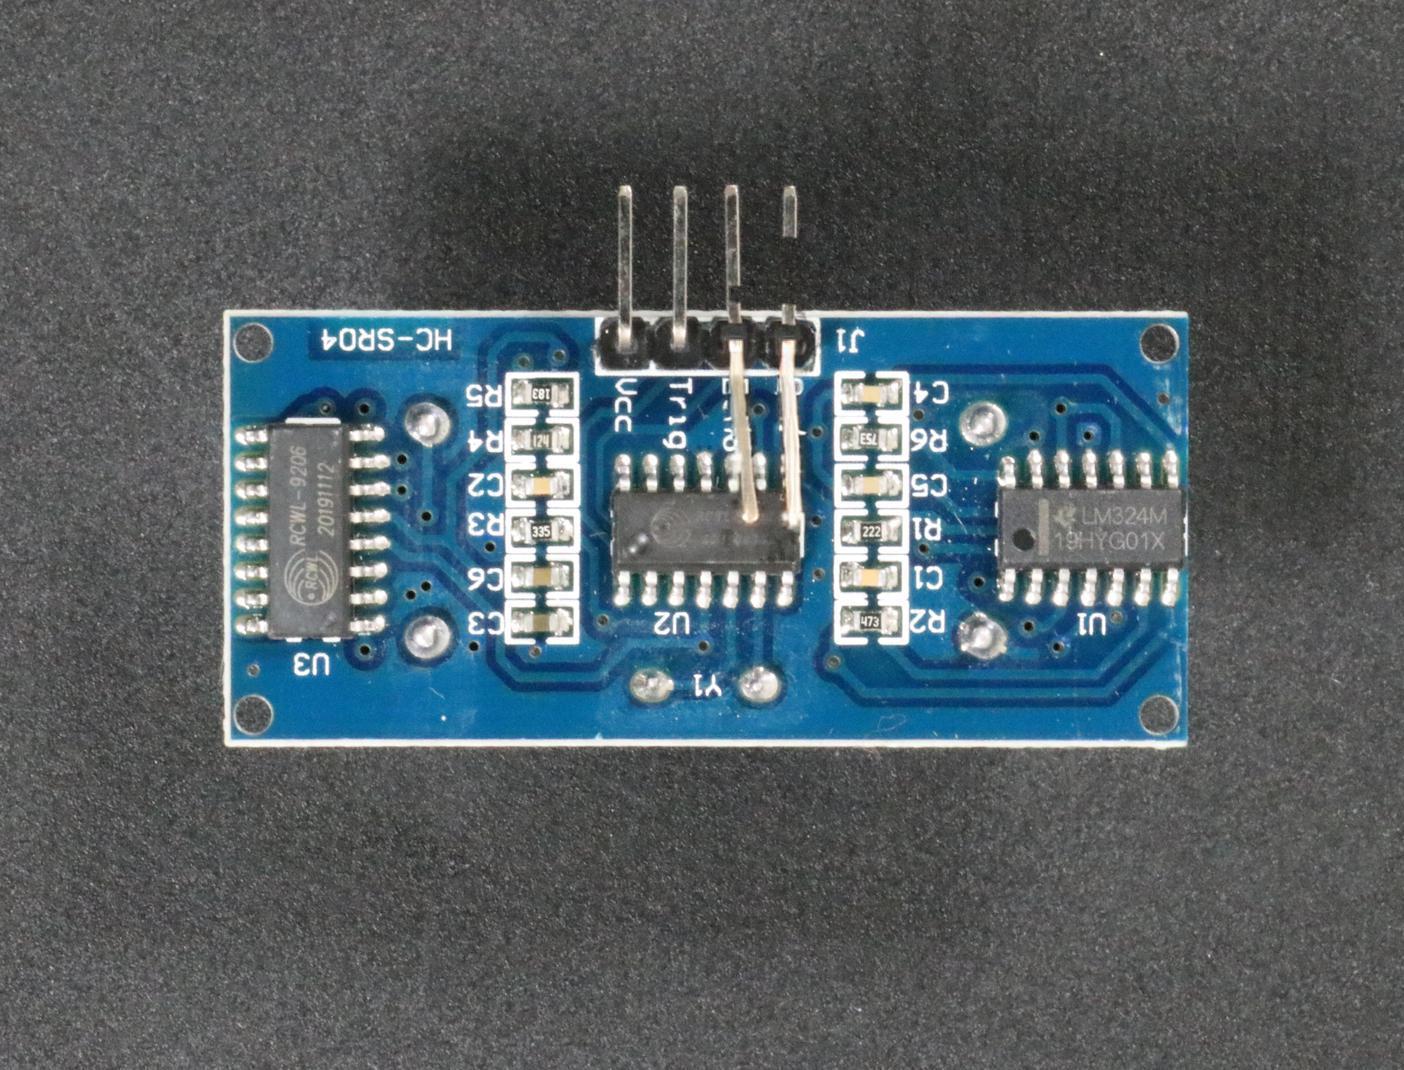 HC-SR04
J1
Vcc
Trig
R5
183
C4
R4
124
R6
753
C2
C5
R3
335
R1
222
C6
C1
C3
R2
473
RCWL-9206
20191112
RCWL
U3
U2
LM324M
19HYG01X
U1
Y1